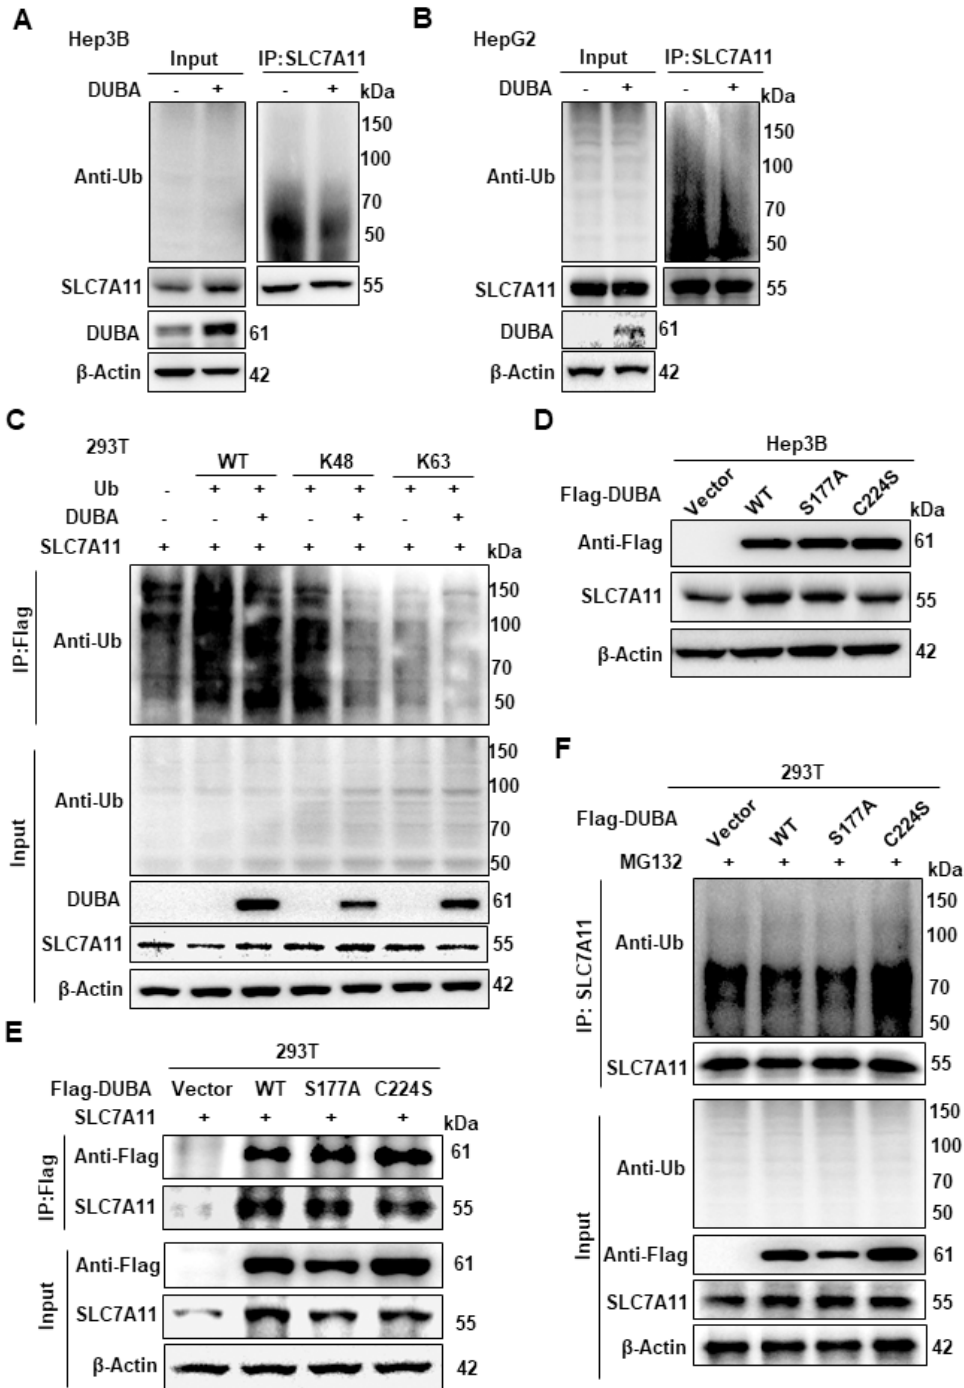 A
Hep3B
Input
IP:SLC7A11
DUBA - + - + kDa
Anti-Ub
150
100
70
50
SLC7A11 55
DUBA 61
β-Actin 42
B
HepG2
Input
IP:SLC7A11
DUBA - + - + kDa
Anti-Ub
150
100
70
50
SLC7A11 55
DUBA 61
β-Actin 42
C
293T
WT K48 K63
Ub - + + + + + +
DUBA + + +
SLC7A11 + + + + + + + kDa
IP:Flag
Anti-Ub
150
100
70
50
Input
Anti-Ub
150
100
70
50
DUBA 61
SLC7A11 55
β-Actin 42
D
Hep3B
Flag-DUBA Vector WT S177A C224S kDa
Anti-Flag 61
SLC7A11 55
β-Actin 42
E
293T
Flag-DUBA Vector WT S177A C224S
SLC7A11 + + + + kDa
IP:Flag
Anti-Flag 61
SLC7A11 55
Input
Anti-Flag 61
SLC7A11 55
β-Actin 42
F
293T
Flag-DUBA Vector WT S177A C224S
MG132 + + + + kDa
IP: SLC7A11
Anti-Ub
150
100
70
50
SLC7A11 55
Input
Anti-Ub
150
100
70
50
Anti-Flag 61
SLC7A11 55
β-Actin 42